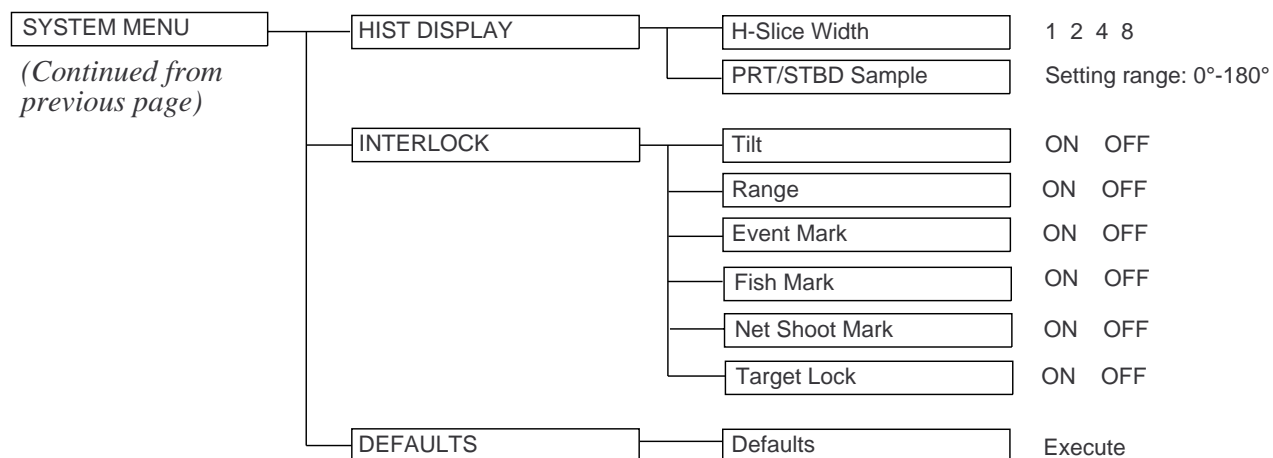 SYSTEM MENU HIST DISPLAY H-Slice Width 1 2 4 8
(Continued from
previous page)
PRT/STBD Sample Setting range: 0°-180°
INTERLOCK Tilt ON OFF
Range ON OFF
Event Mark ON OFF
Fish Mark ON OFF
Net Shoot Mark ON OFF
Target Lock ON OFF
DEFAULTS Defaults Execute